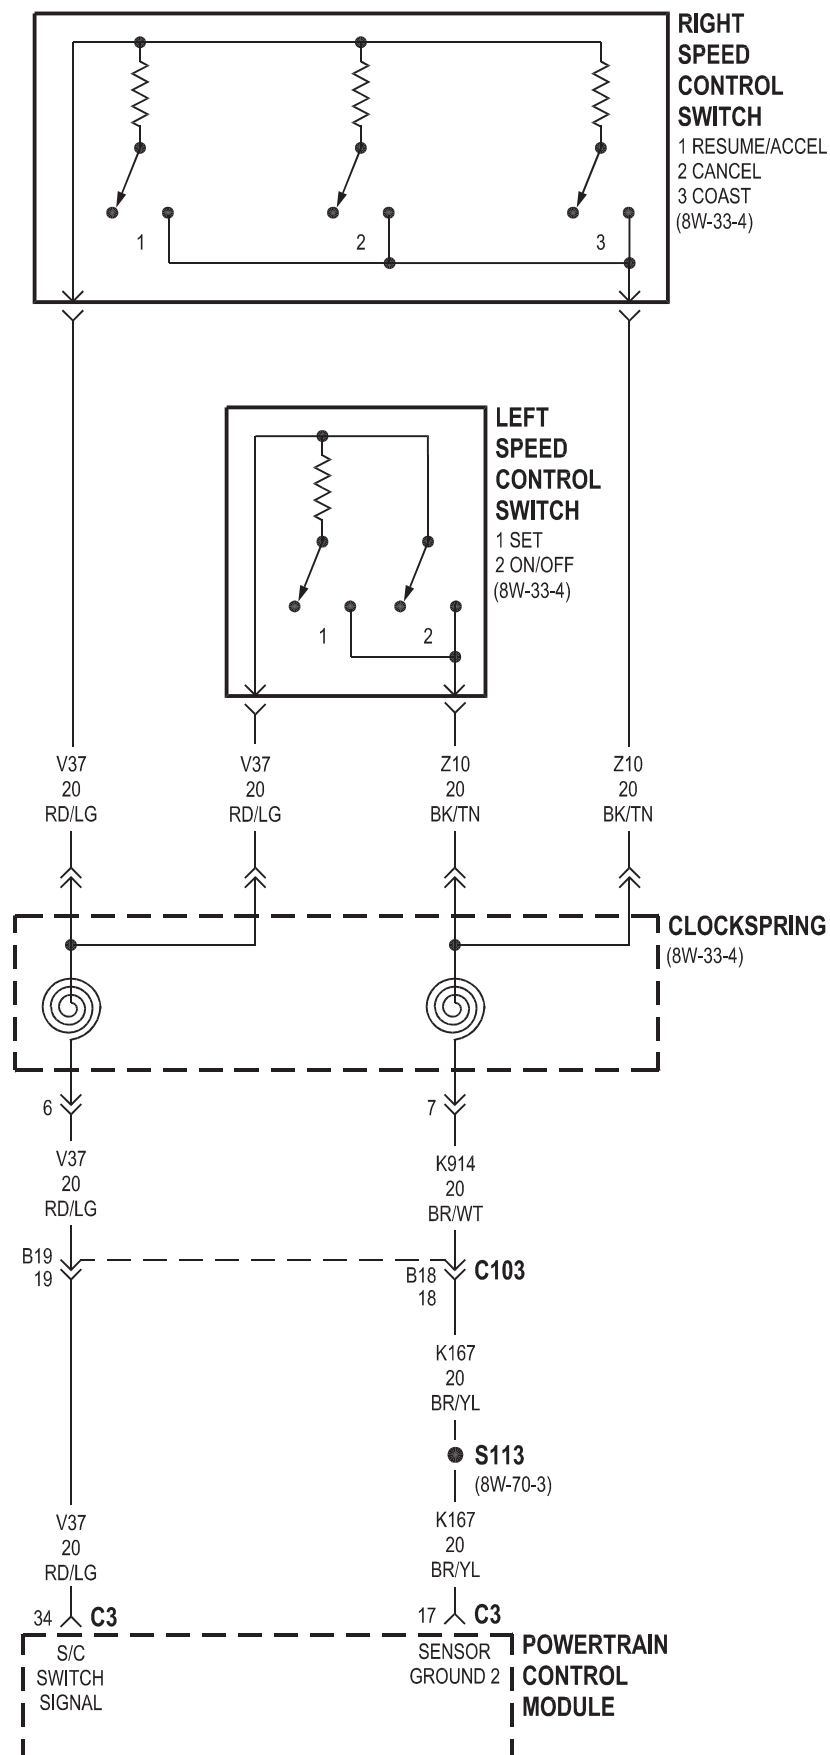 RIGHT
SPEED
CONTROL
SWITCH
1 RESUME/ACCEL
2 CANCEL
3 COAST
(8W-33-4)
1
2
3
LEFT
SPEED
CONTROL
SWITCH
1 SET
2 ON/OFF
(8W-33-4)
1
2
V37
20
RD/LG
V37
20
RD/LG
Z10
20
BK/TN
Z10
20
BK/TN
CLOCKSPRING
(8W-33-4)
6
7
V37
20
RD/LG
K914
20
BR/WT
B19
19
B18
18
C103
K167
20
BR/YL
S113
(8W-70-3)
V37
20
RD/LG
K167
20
BR/YL
34
C3
17
C3
S/C
SWITCH
SIGNAL
SENSOR
GROUND 2
POWERTRAIN
CONTROL
MODULE